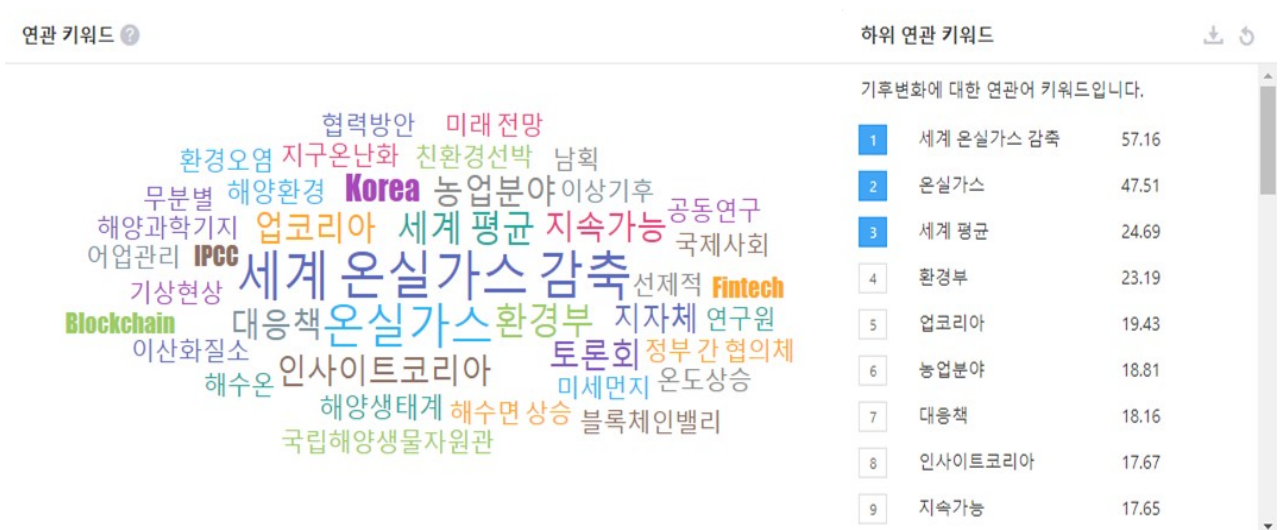 연관 키워드 ?
협력방안 미래 전망
환경오염 지구온난화 친환경선박 남획
무분별 해양환경 Korea 농업분야 이상기후
해양과학기지 업코리아 세계 평균 지속가능 공동연구
어업관리 IPCC 세계 온실가스 감축 국제사회
기상현상 선제적 Fintech
Blockchain 대응책 온실가스 환경부 지자체 연구원
이산화질소 인사이트코리아 토론회 정부 간 협의체
해수온 미세먼지 온도상승
해양생태계 해수면 상승 블록체인밸리
국립해양생물자원관
하위 연관 키워드
기후변화에 대한 연관어 키워드입니다.
1 세계 온실가스 감축 57.16
2 온실가스 47.51
3 세계 평균 24.69
4 환경부 23.19
5 업코리아 19.43
6 농업분야 18.81
7 대응책 18.16
8 인사이트코리아 17.67
9 지속가능 17.65